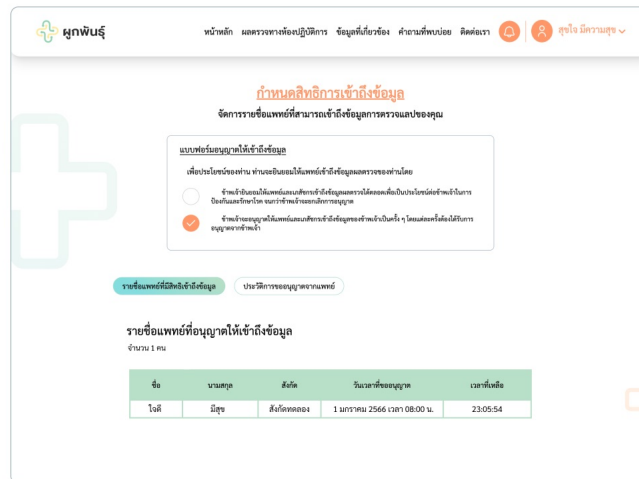 ผูกพันธุ์
หน้าหลัก ผลตรวจทางห้องปฏิบัติการ ข้อมูลที่เกี่ยวข้อง คำถามที่พบบ่อย ติดต่อเรา สุขใจ มีความสุข
กำหนดสิทธิการเข้าถึงข้อมูล
จัดการรายชื่อแพทย์ที่สามารถเข้าถึงข้อมูลการตรวจแลปของคุณ
แบบฟอร์มอนุญาตให้เข้าถึงข้อมูล
เพื่อประโยชน์ของท่าน ท่านจะยินยอมให้แพทย์เข้าถึงข้อมูลผลตรวจของท่านโดย
ข้าพเจ้ายินยอมให้แพทย์และเภสัชกรเข้าถึงข้อมูลผลตรวจได้ตลอดเพื่อเป็นประโยชน์ต่อข้าพเจ้าในการ
ป้องกันและรักษาโรค จนกว่าข้าพเจ้าจะยกเลิกการอนุญาต
ข้าพเจ้าจะอนุญาตให้แพทย์และเภสัชกรเข้าถึงข้อมูลของข้าพเจ้าเป็นครั้ง ๆ โดยแต่ละครั้งต้องได้รับการ
อนุญาตจากข้าพเจ้า
รายชื่อแพทย์ที่มีสิทธิเข้าถึงข้อมูล ประวัติการขออนุญาตจากแพทย์
รายชื่อแพทย์ที่อนุญาตให้เข้าถึงข้อมูล
จำนวน 1 คน
ชื่อ นามสกุล สังกัด วันเวลาที่ขออนุญาต เวลาที่เหลือ
ใจดี มีสุข สังกัดทดลอง 1 มกราคม 2566 เวลา 08:00 น. 23:05:54